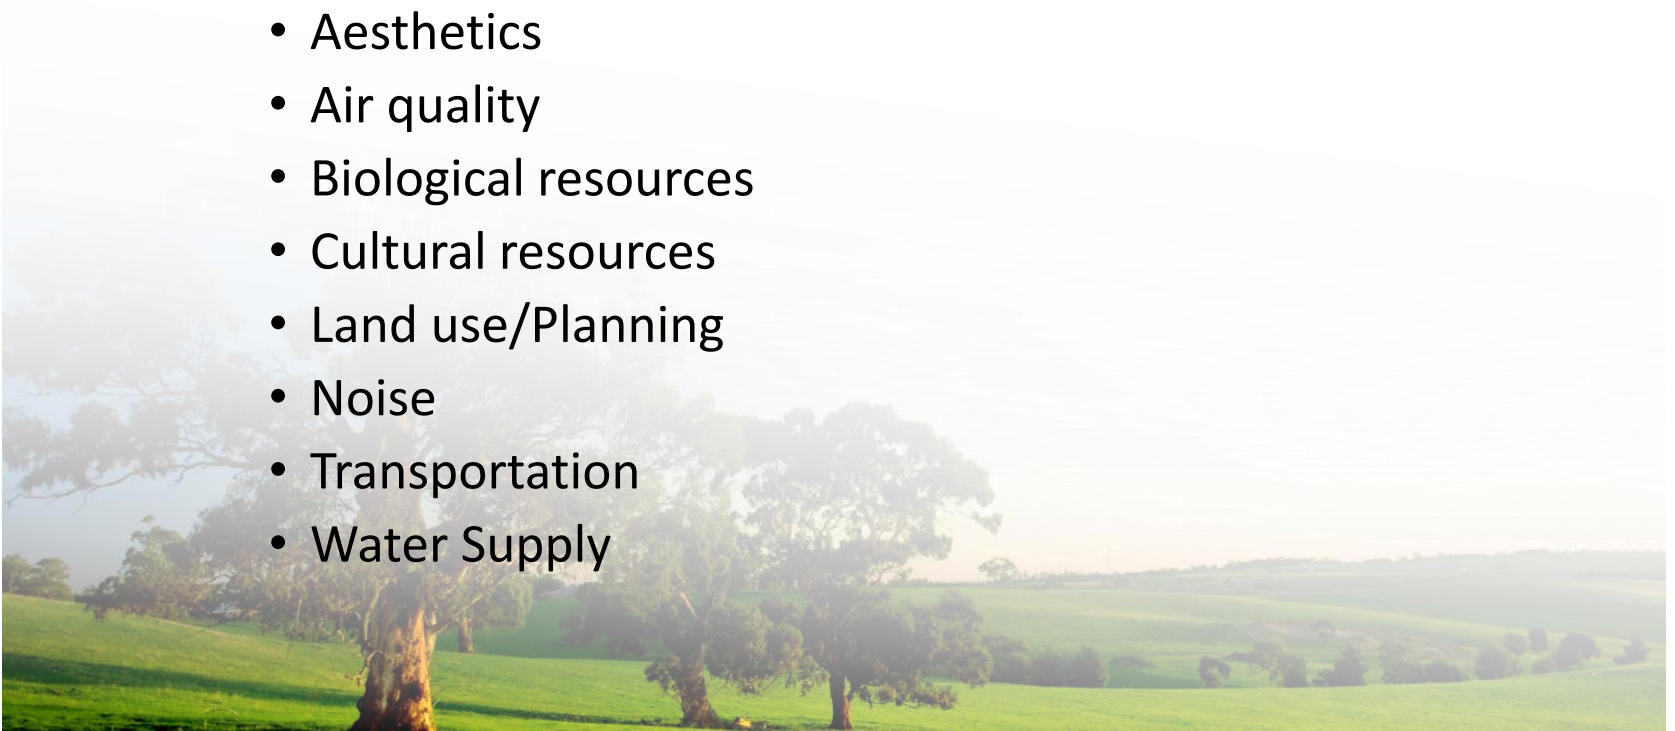 • Aesthetics
• Air quality
• Biological resources
• Cultural resources
• Land use/Planning
• Noise
• Transportation
• Water Supply